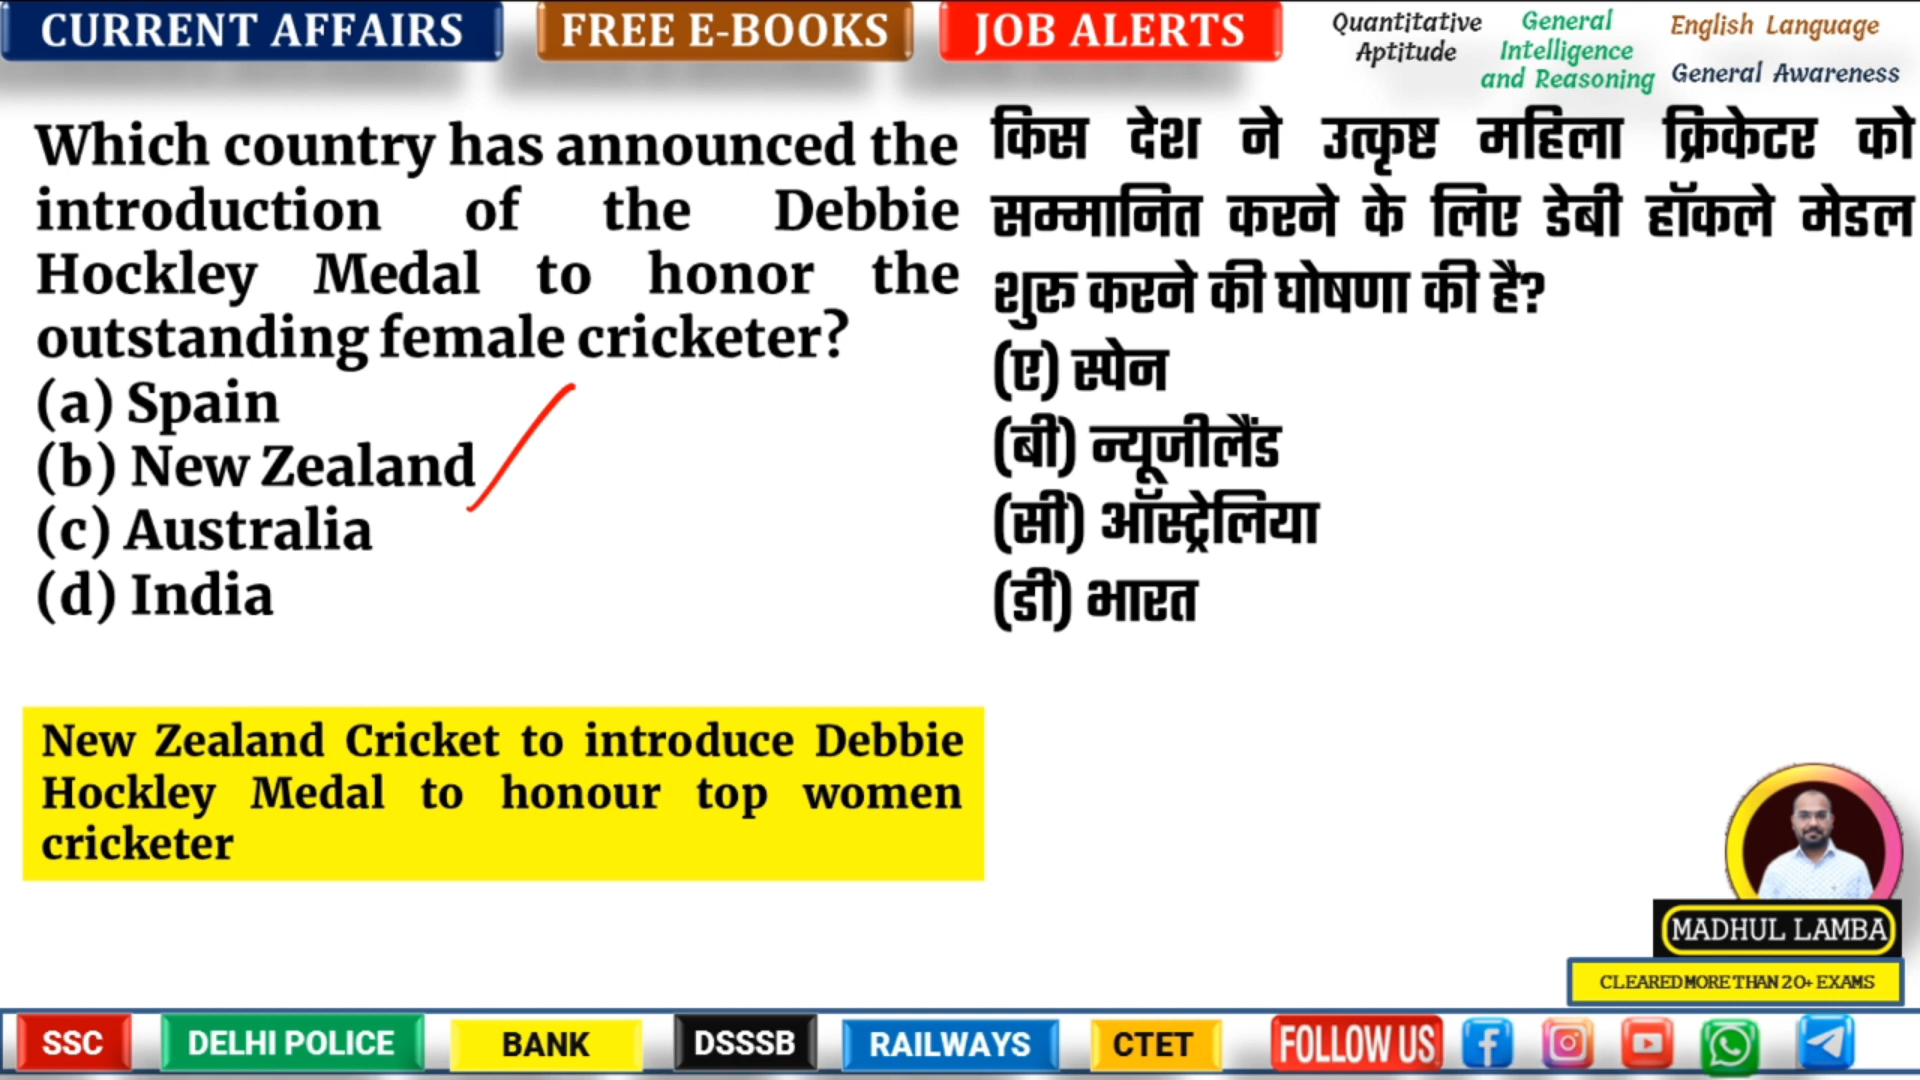 CURRENT AFFAIRS
FREE E-BOOKS
JOB ALERTS
Quantitative
Aptitude
General
Intelligence
and Reasoning
English Language
General Awareness
Which country has announced the
introduction of the Debbie
Hockley Medal to honor the
outstanding female cricketer?
(a) Spain
(b) New Zealand
(c) Australia
(d) India
किस देश ने उत्कृष्ट महिला क्रिकेटर को
सम्मानित करने के लिए डेबी हॉकले मेडल
शुरू करने की घोषणा की है?
(ए) स्पेन
(बी) न्यूजीलैंड
(सी) ऑस्ट्रेलिया
(डी) भारत
New Zealand Cricket to introduce Debbie
Hockley Medal to honour top women
cricketer
MADHUL LAMBA
CLEARED MORE THAN 20+ EXAMS
SSC
DELHI POLICE
BANK
DSSSB
RAILWAYS
CTET
FOLLOW US